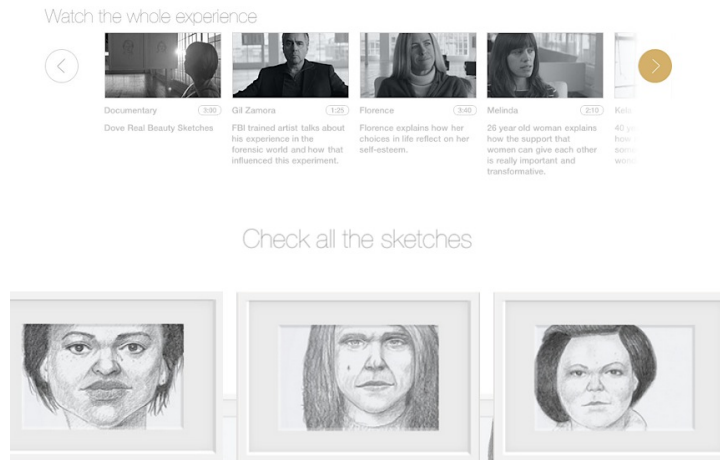 Watch the whole experience
Documentary 3:90
Dove Real Beauty Sketches
Gil Zamora 1:25
FBI trained artist talks about
his experience in the
forensic world and how that
influenced this experiment.
Florence 3:40
Florence explains how her
choices in life reflect on her
self-esteem.
Melinda 2:10
26 year old woman explains
how the support that
women can give each other
is really important and
transformative.
Check all the sketches